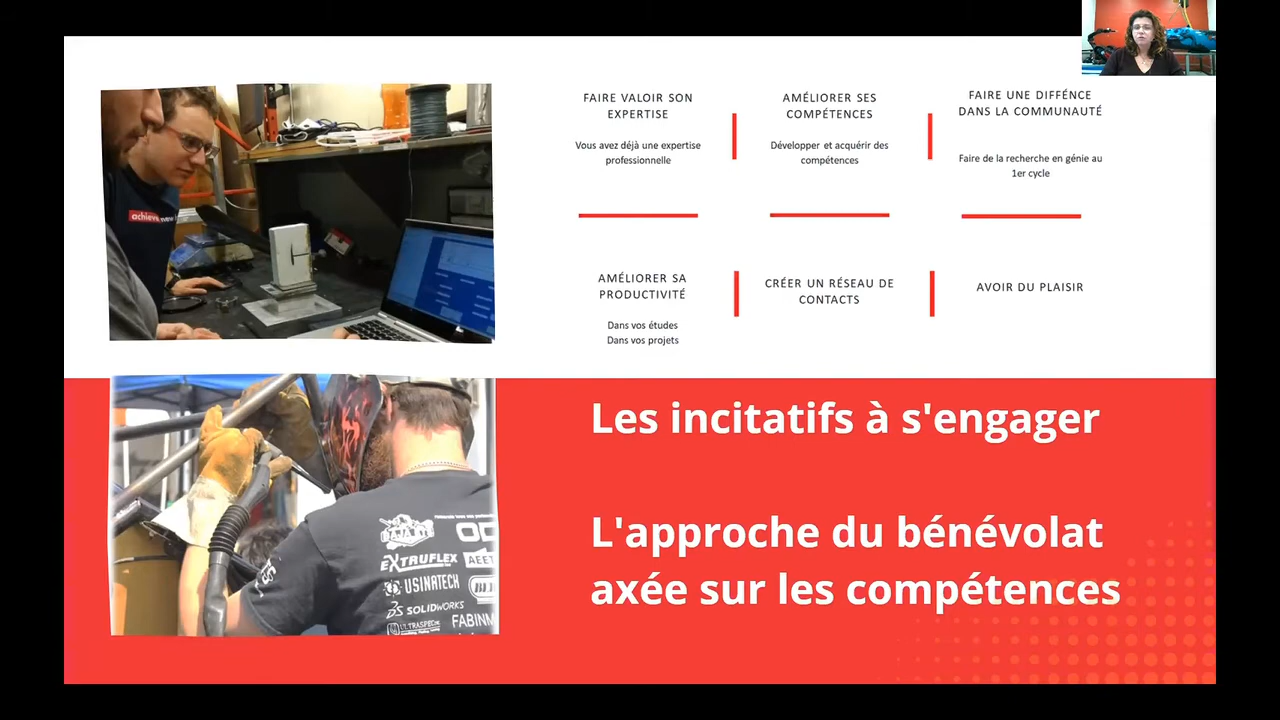 FAIRE VALOIR SON
EXPERTISE
Vous avez déjà une expertise
professionnelle
AMÉLIORER SES
COMPÉTENCES
Développer et acquérir des
compétences
FAIRE UNE DIFFÉNCE
DANS LA COMMUNAUTÉ
Faire de la recherche en génie au
1er cycle
AMÉLIORER SA
PRODUCTIVITÉ
Dans vos études
Dans vos projets
CRÉER UN RÉSEAU DE
CONTACTS
AVOIR DU PLAISIR
achieve
Les incitatifs à s'engager
L'approche du bénévolat
axée sur les compétences
EXTRUFLEX
AEET
USINATECH
SOLIDWORKS
FABINM